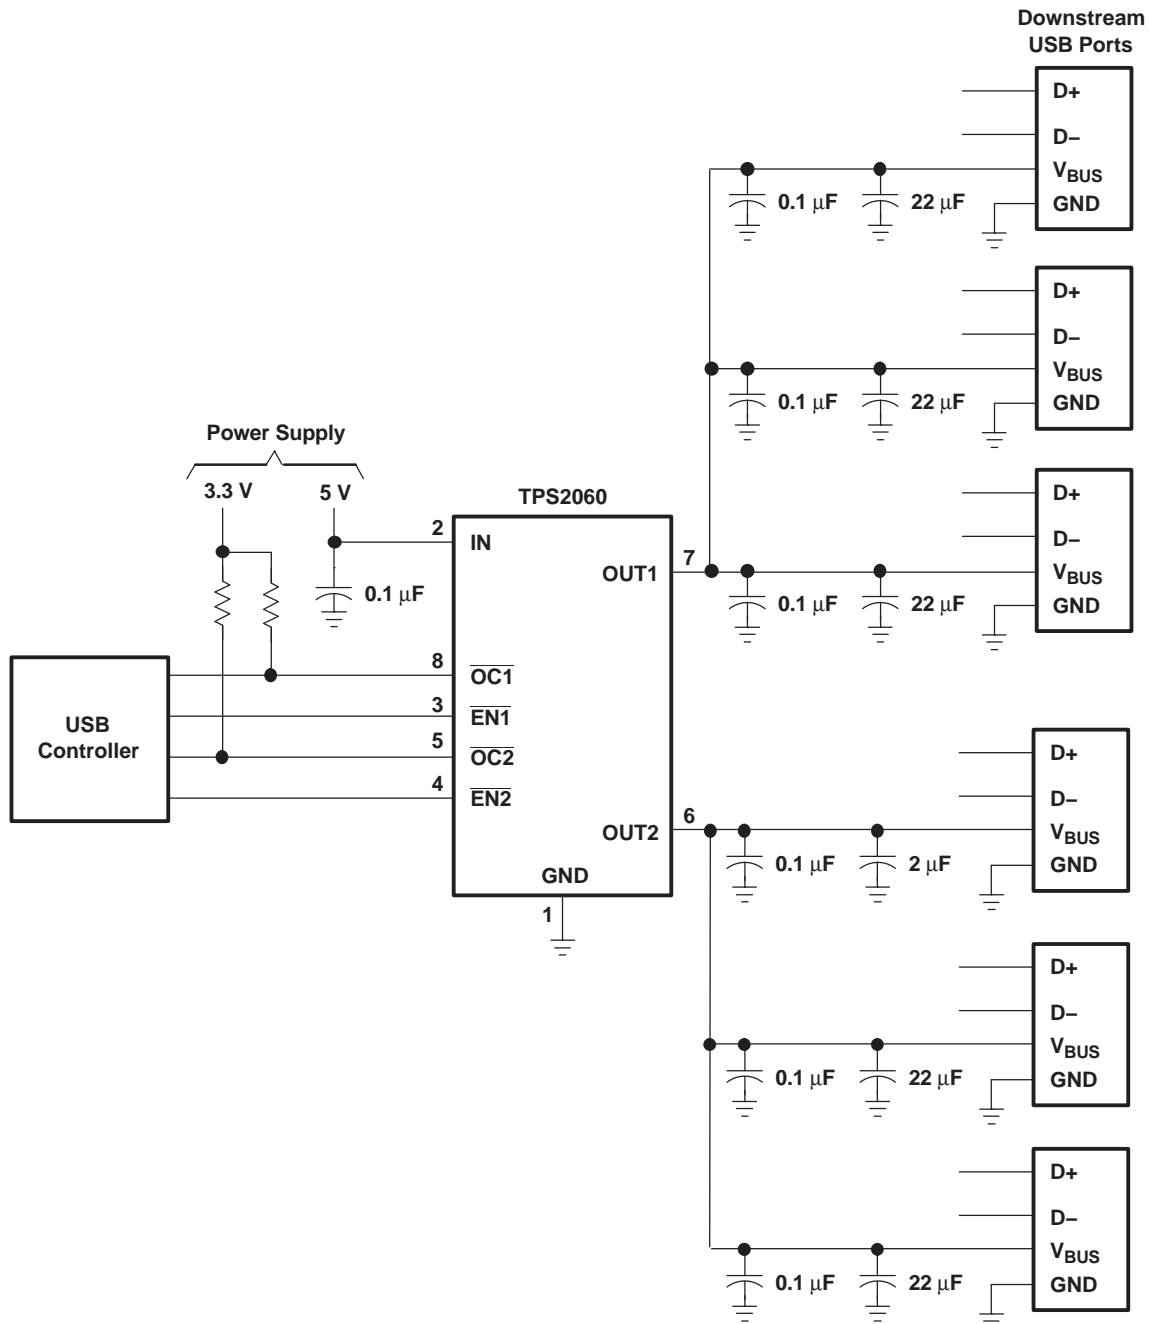 Downstream
USB Ports
D+
D–
VBUS
GND
0.1 μF
22 μF
D+
D–
VBUS
GND
0.1 μF
22 μF
Power Supply
3.3 V
5 V
0.1 μF
TPS2060
2
IN
7
OUT1
D+
D–
VBUS
GND
0.1 μF
22 μF
USB
Controller
8
OC1
3
EN1
5
OC2
4
EN2
6
OUT2
GND
1
D+
D–
VBUS
GND
0.1 μF
2 μF
D+
D–
VBUS
GND
0.1 μF
22 μF
D+
D–
VBUS
GND
0.1 μF
22 μF